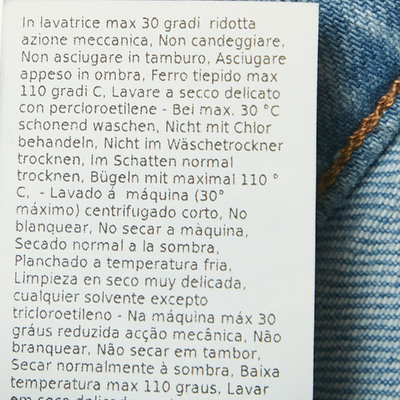 In lavatrice max 30 gradi ridotta
azione meccanica, Non candeggiare,
Non asciugare in tamburo, Asciugare
appeso in ombra, Ferro tiepido max
110 gradi C, Lavare a secco delicato
con percloroetilene - Bei max. 30 °C
schonend waschen, Nicht mit Chlor
behandeln, Nicht im Wäschetrockner
trocknen, Im Schatten normal
trocknen, Bügeln mit maximal 110 °
C, - Lavado á máquina (30°
máximo) centrifugado corto, No
blanquear, No secar a màquina,
Secado normal a la sombra,
Planchado a temperatura fria,
Limpieza en seco muy delicada,
cualquier solvente excepto
tricloroetileno - Na máquina máx 30
gráus reduzida acção mecânica, Não
branquear, Não secar em tambor,
Secar normalmente à sombra, Baixa
temperatura max 110 graus, Lavar
em seco